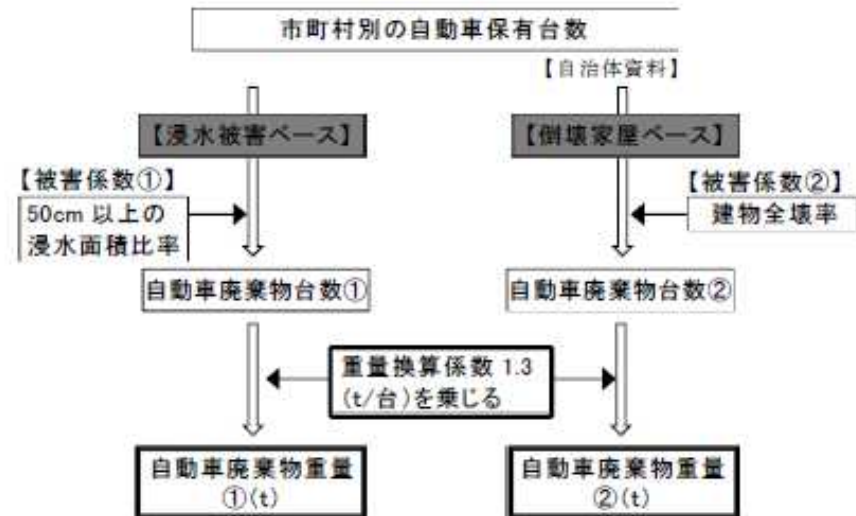 市町村別の自動車保有台数
【自治体資料】
【浸水被害ベース】
【倒壊家屋ベース】
【被害係数①】
50cm 以上の
浸水面積比率
【被害係数②】
建物全壊率
自動車廃棄物台数①
自動車廃棄物台数②
重量換算係数 1.3
(t/台)を乗じる
自動車廃棄物重量
①(t)
自動車廃棄物重量
②(t)